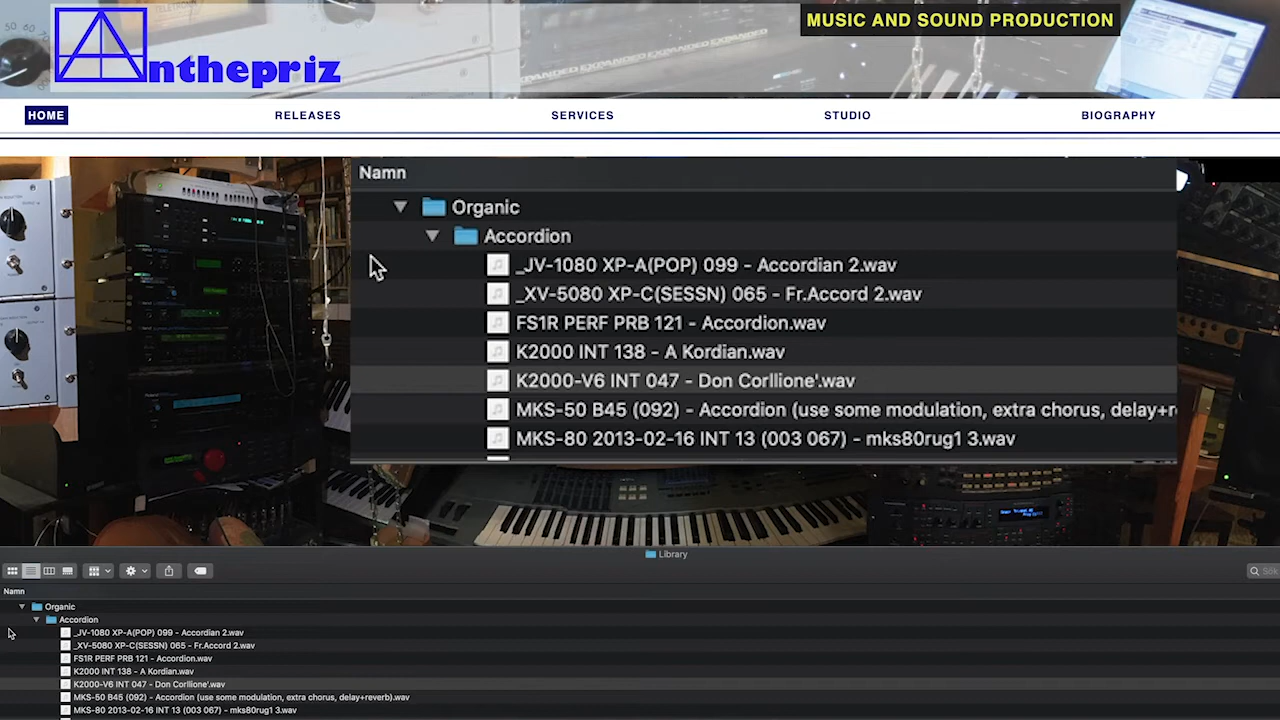 Anthepriz
MUSIC AND SOUND PRODUCTION
HOME
RELEASES
SERVICES
STUDIO
BIOGRAPHY
Namn
Organic
Accordion
_JV-1080 XP-A(POP) 099 - Accordian 2.wav
_XV-5080 XP-C(SESSN) 065 - Fr.Accord 2.wav
FS1R PERF PRB 121 - Accordion.wav
K2000 INT 138 - A Kordian.wav
K2000-V6 INT 047 - Don Corllione'.wav
MKS-50 B45 (092) - Accordion (use some modulation, extra chorus, delay+r
MKS-80 2013-02-16 INT 13 (003 067) - mks80rug1 3.wav
Library
Sök
Namn
Organic
Accordion
_JV-1080 XP-A(POP) 099 - Accordian 2.wav
_XV-5080 XP-C(SESSN) 065 - Fr.Accord 2.wav
FS1R PERF PRB 121 - Accordion.wav
K2000 INT 138 - A Kordian.wav
K2000-V6 INT 047 - Don Corllione'.wav
MKS-50 B45 (092) - Accordion (use some modulation, extra chorus, delay+reverb).wav
MKS-80 2013-02-16 INT 13 (003 067) - mks80rug1 3.wav